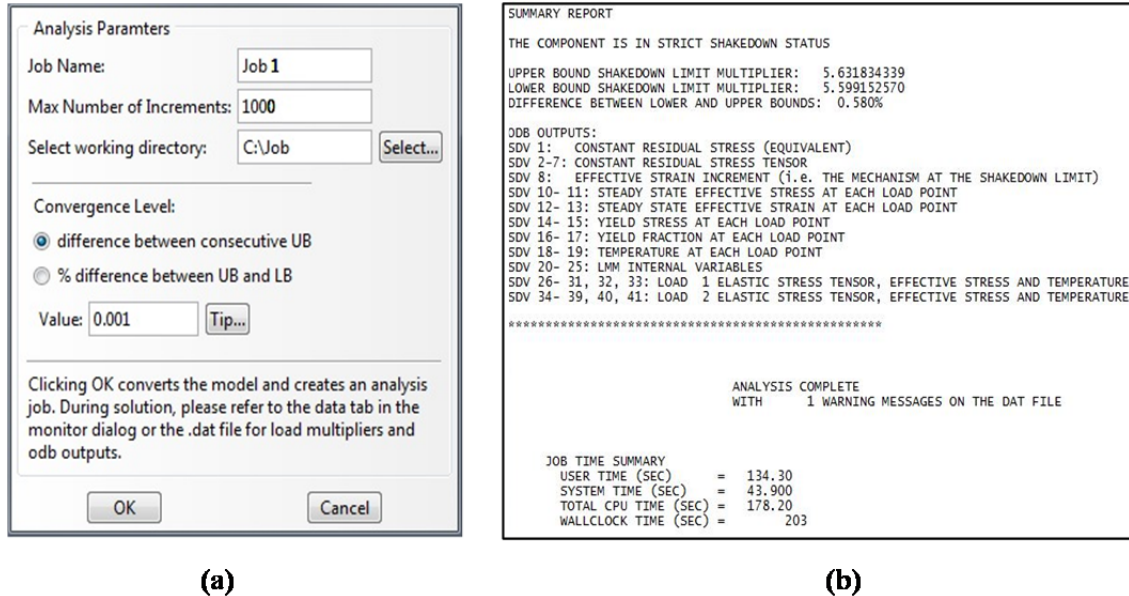 Analysis Paramters
Job Name:
Job 1
Max Number of Increments:
1000
Select working directory:
C:\Job
Select...
Convergence Level:
difference between consecutive UB
% difference between UB and LB
Value: 0.001
Tip...
Clicking OK converts the model and creates an analysis
job. During solution, please refer to the data tab in the
monitor dialog or the .dat file for load multipliers and
odb outputs.
OK
Cancel
(a)
SUMMARY REPORT
THE COMPONENT IS IN STRICT SHAKEDOWN STATUS
UPPER BOUND SHAKEDOWN LIMIT MULTIPLIER: 5.631834339
LOWER BOUND SHAKEDOWN LIMIT MULTIPLIER: 5.599152570
DIFFERENCE BETWEEN LOWER AND UPPER BOUNDS: 0.580%
ODB OUTPUTS:
SDV 1: CONSTANT RESIDUAL STRESS (EQUIVALENT)
SDV 2-7: CONSTANT RESIDUAL STRESS TENSOR
SDV 8: EFFECTIVE STRAIN INCREMENT (i.e. THE MECHANISM AT THE SHAKEDOWN LIMIT)
SDV 10- 11: STEADY STATE EFFECTIVE STRESS AT EACH LOAD POINT
SDV 12- 13: STEADY STATE EFFECTIVE STRAIN AT EACH LOAD POINT
SDV 14- 15: YIELD STRESS AT EACH LOAD POINT
SDV 16- 17: YIELD FRACTION AT EACH LOAD POINT
SDV 18- 19: TEMPERATURE AT EACH LOAD POINT
SDV 20- 25: LMM INTERNAL VARIABLES
SDV 26- 31, 32, 33: LOAD 1 ELASTIC STRESS TENSOR, EFFECTIVE STRESS AND TEMPERATURE
SDV 34- 39, 40, 41: LOAD 2 ELASTIC STRESS TENSOR, EFFECTIVE STRESS AND TEMPERATURE
**************************************************
ANALYSIS COMPLETE
WITH 1 WARNING MESSAGES ON THE DAT FILE
JOB TIME SUMMARY
USER TIME (SEC) = 134.30
SYSTEM TIME (SEC) = 43.900
TOTAL CPU TIME (SEC) = 178.20
WALLCLOCK TIME (SEC) = 203
(b)